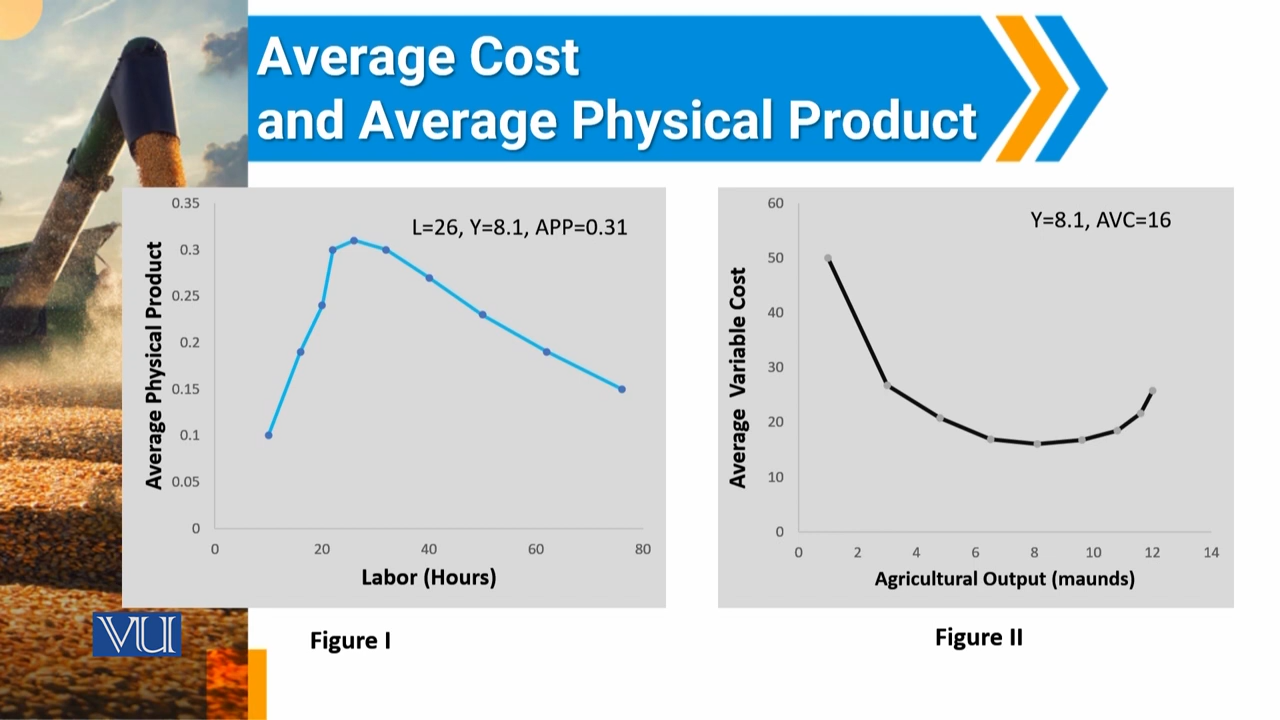 Average Cost
and Average Physical Product
L=26, Y=8.1, APP=0.31
Average Physical Product
0.35
0.3
0.25
0.2
0.15
0.1
0.05
0
0 20 40 60 80
Labor (Hours)
Figure I
Y=8.1, AVC=16
Average Variable Cost
60
50
40
30
20
10
0
0 2 4 6 8 10 12 14
Agricultural Output (maunds)
Figure II
VU